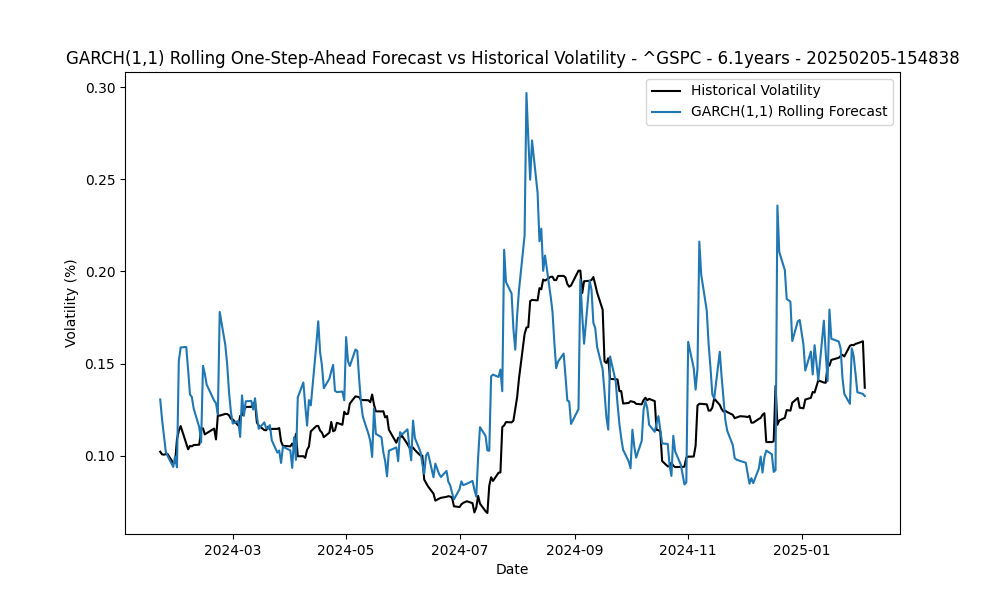 GARCH(1,1) Rolling One-Step-Ahead Forecast vs Historical Volatility - ^GSPC - 6.1years - 20250205-154838
Historical Volatility
GARCH(1,1) Rolling Forecast
0.30
0.25
0.20
0.15
0.10
Volatility (%)
2024-03
2024-05
2024-07
2024-09
2024-11
2025-01
Date